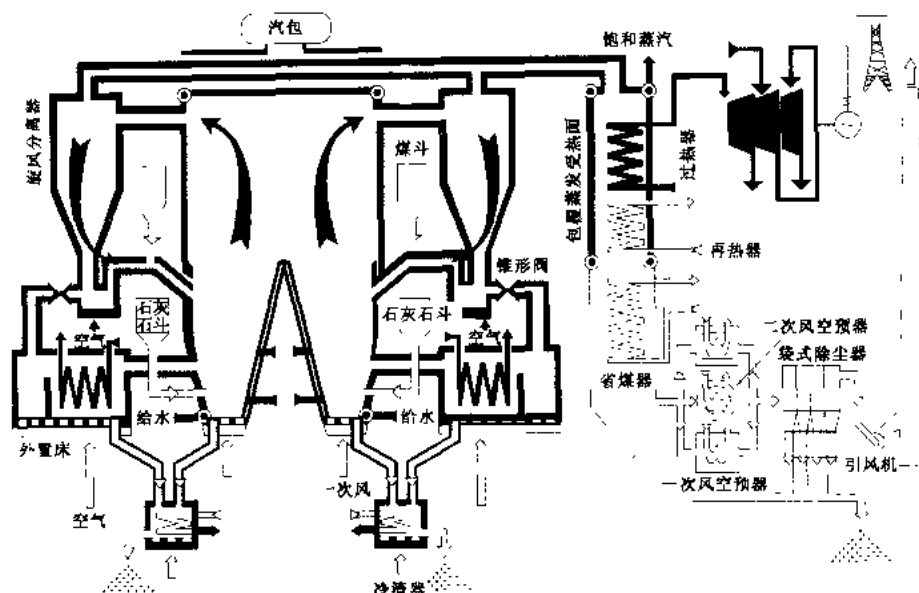 汽包
饱和蒸汽
旋风分离器
煤斗
包覆蒸发受热面
过热器
再热器
锥形阀
石灰
石斗
石灰石斗
空气
空气
二次风空预器
袋式除尘器
省煤器
给水
给水
外置床
引风机
一次风空预器
一次风
空气
冷渣器